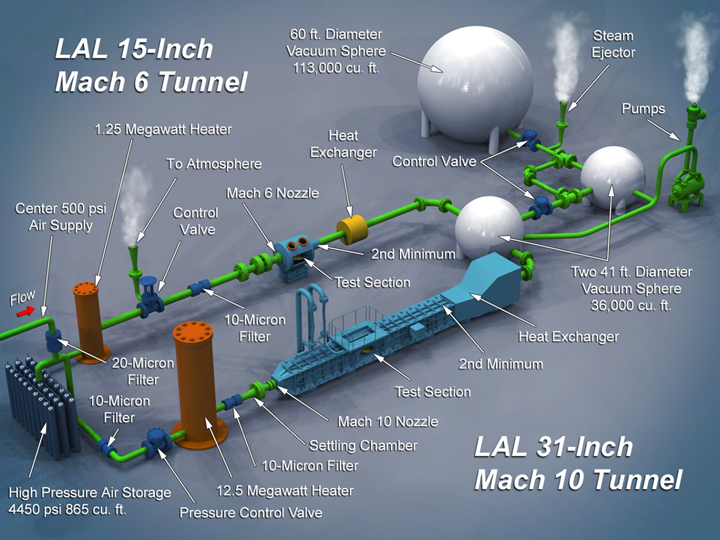 LAL 15-Inch
Mach 6 Tunnel
60 ft. Diameter
Vacuum Sphere
113,000 cu. ft.
Steam
Ejector
Pumps
1.25 Megawatt Heater
To Atmosphere
Heat
Exchanger
Control Valve
Mach 6 Nozzle
Center 500 psi
Air Supply
Control
Valve
2nd Minimum
Test Section
Flow
10-Micron
Filter
Two 41 ft. Diameter
Vacuum Sphere
36,000 cu. ft.
Heat Exchanger
20-Micron
Filter
2nd Minimum
10-Micron
Filter
Test Section
Mach 10 Nozzle
Settling Chamber
10-Micron Filter
LAL 31-Inch
Mach 10 Tunnel
High Pressure Air Storage
4450 psi 865 cu. ft.
12.5 Megawatt Heater
Pressure Control Valve